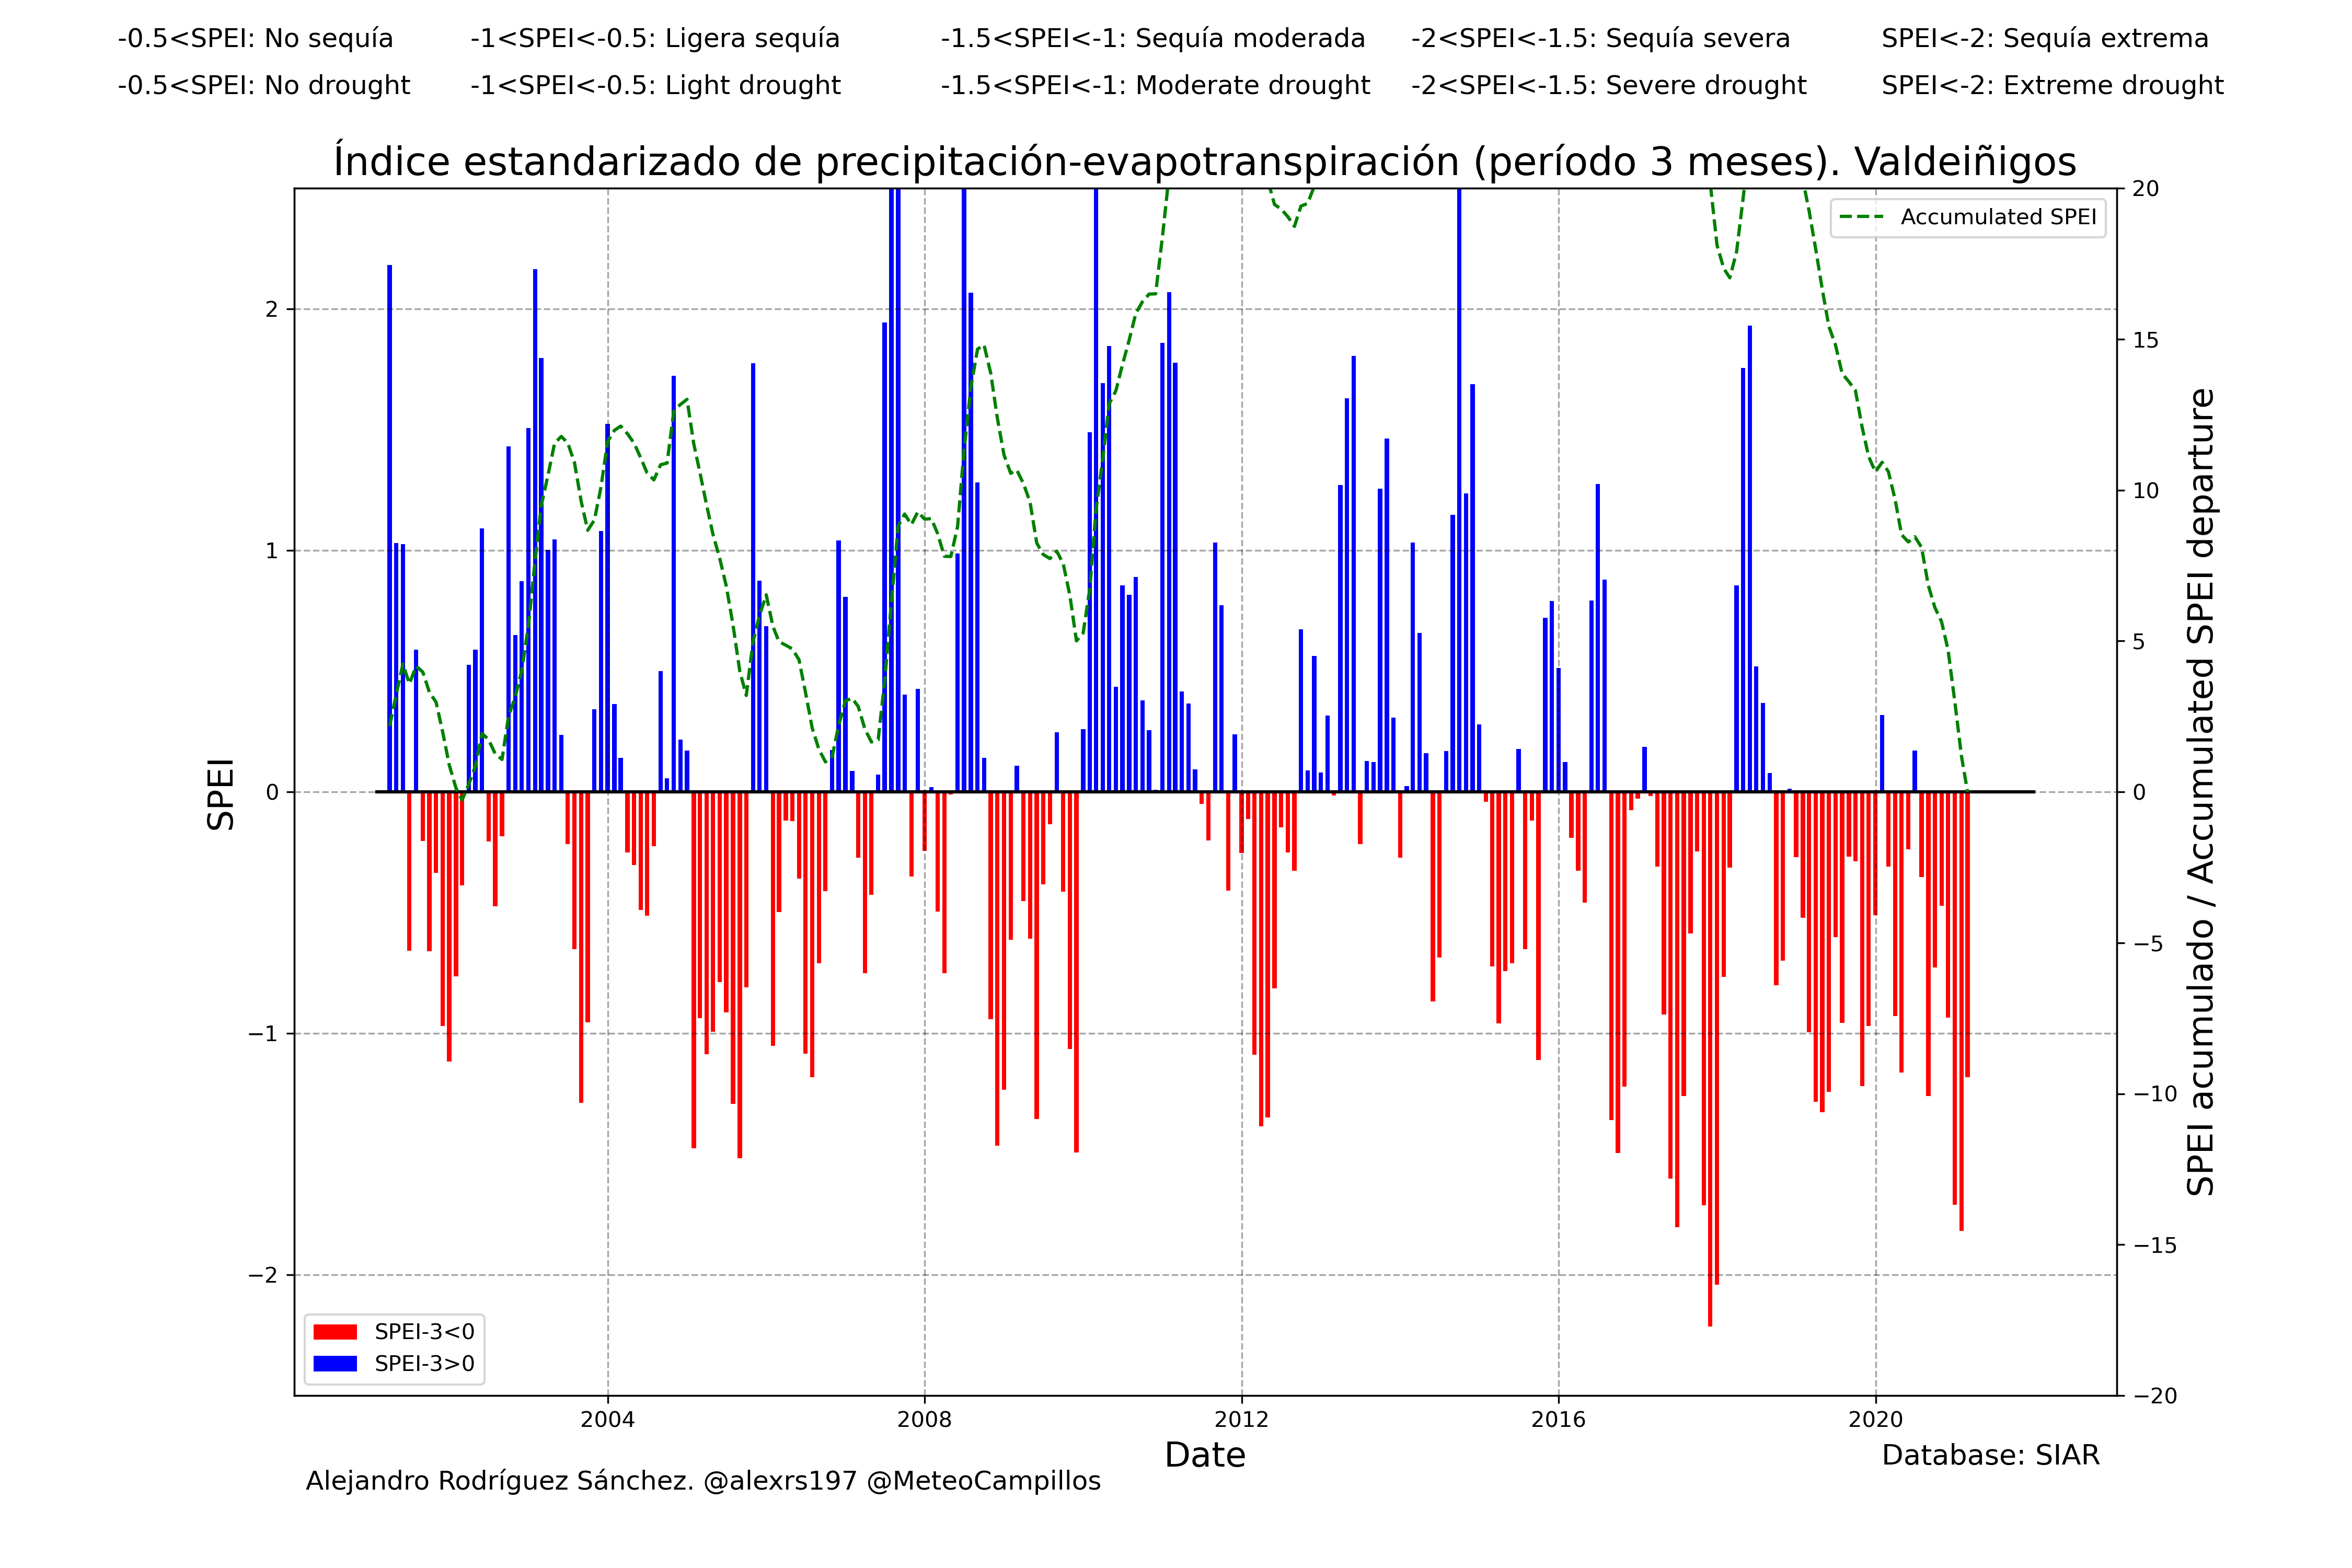 -0.5<SPEI: No sequía -1<SPEI<-0.5: Ligera sequía -1.5<SPEI<-1: Sequía moderada -2<SPEI<-1.5: Sequía severa SPEI<-2: Sequía extrema
-0.5<SPEI: No drought -1<SPEI<-0.5: Light drought -1.5<SPEI<-1: Moderate drought -2<SPEI<-1.5: Severe drought SPEI<-2: Extreme drought
Índice estandarizado de precipitación-evapotranspiración (período 3 meses). Valdeiñigos
Accumulated SPEI
SPEI
2
1
0
−1
−2
20
15
10
5
0
−5
−10
−15
−20
SPEI acumulado / Accumulated SPEI departure
SPEI-3<0
SPEI-3>0
2004 2008 2012 2016 2020
Date
Database: SIAR
Alejandro Rodríguez Sánchez. @alexrs197 @MeteoCampillos